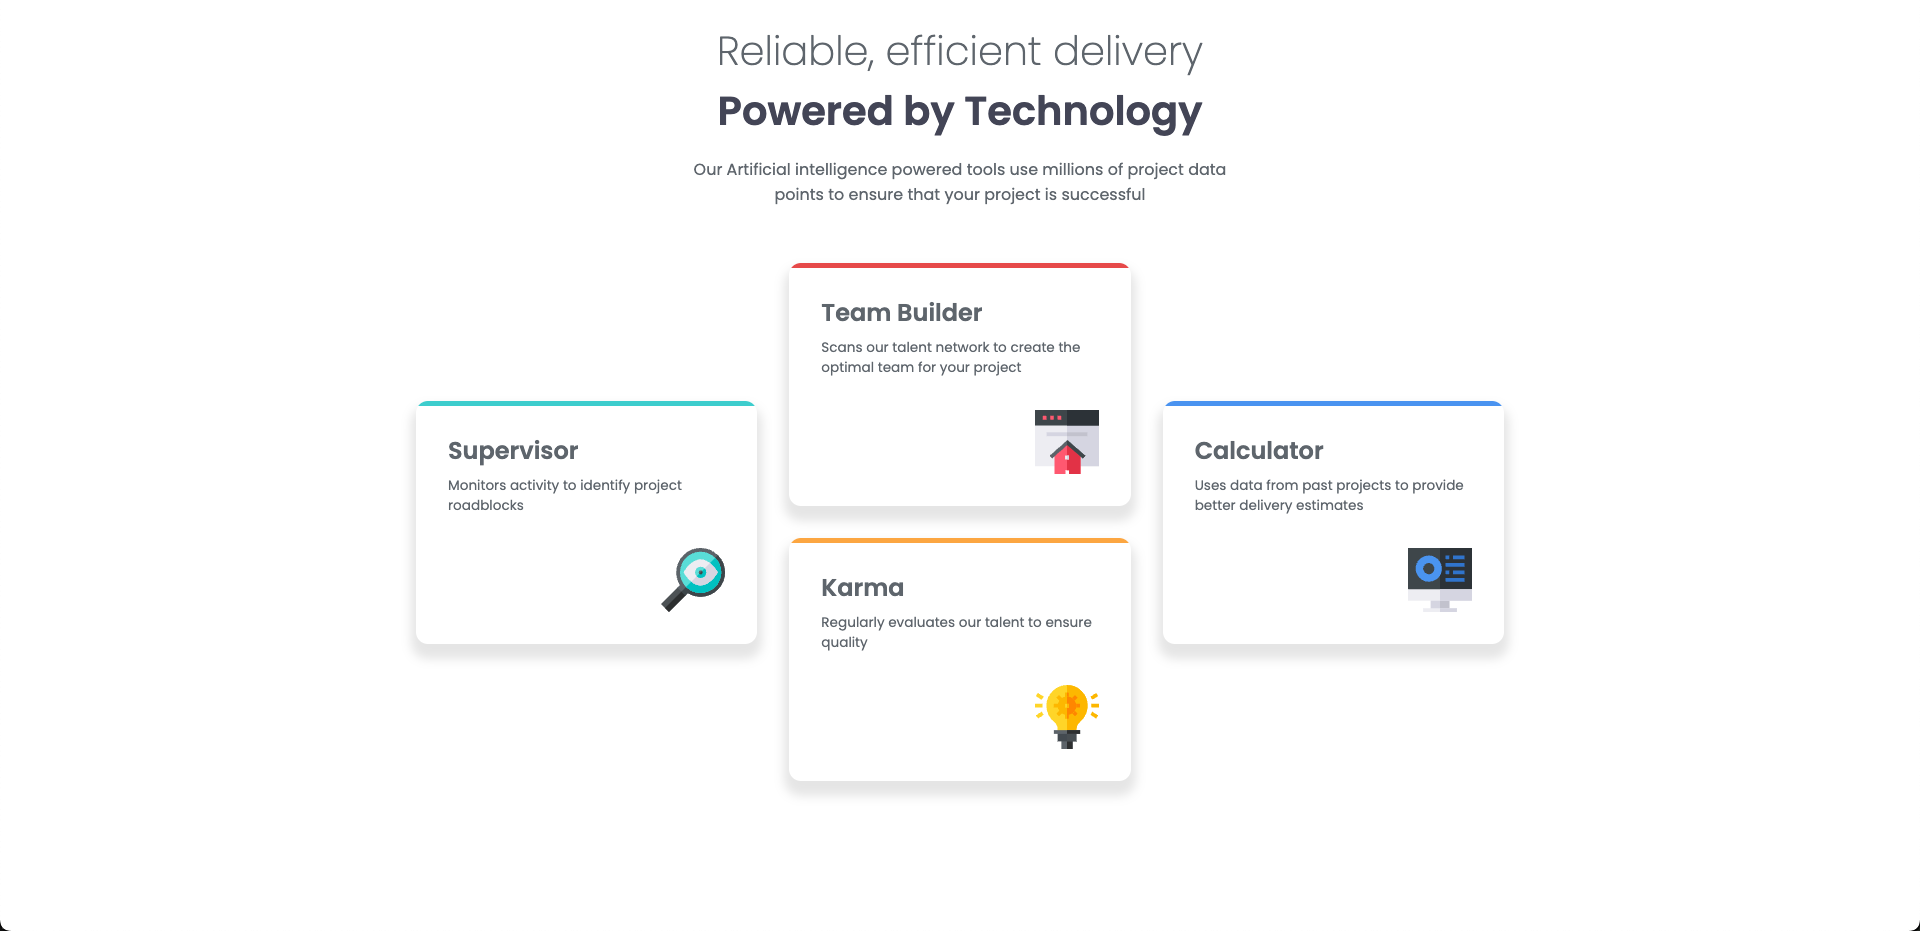 Reliable, efficient delivery
Powered by Technology
Our Artificial intelligence powered tools use millions of project data
points to ensure that your project is successful
Supervisor
Monitors activity to identify project
roadblocks
Team Builder
Scans our talent network to create the
optimal team for your project
Karma
Regularly evaluates our talent to ensure
quality
Calculator
Uses data from past projects to provide
better delivery estimates